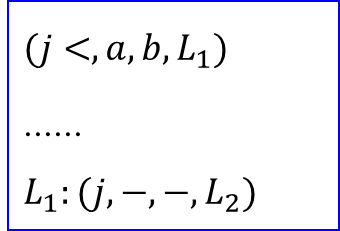 (j <, a, b, L₁)
......
L₁: (j, −, −, L₂)